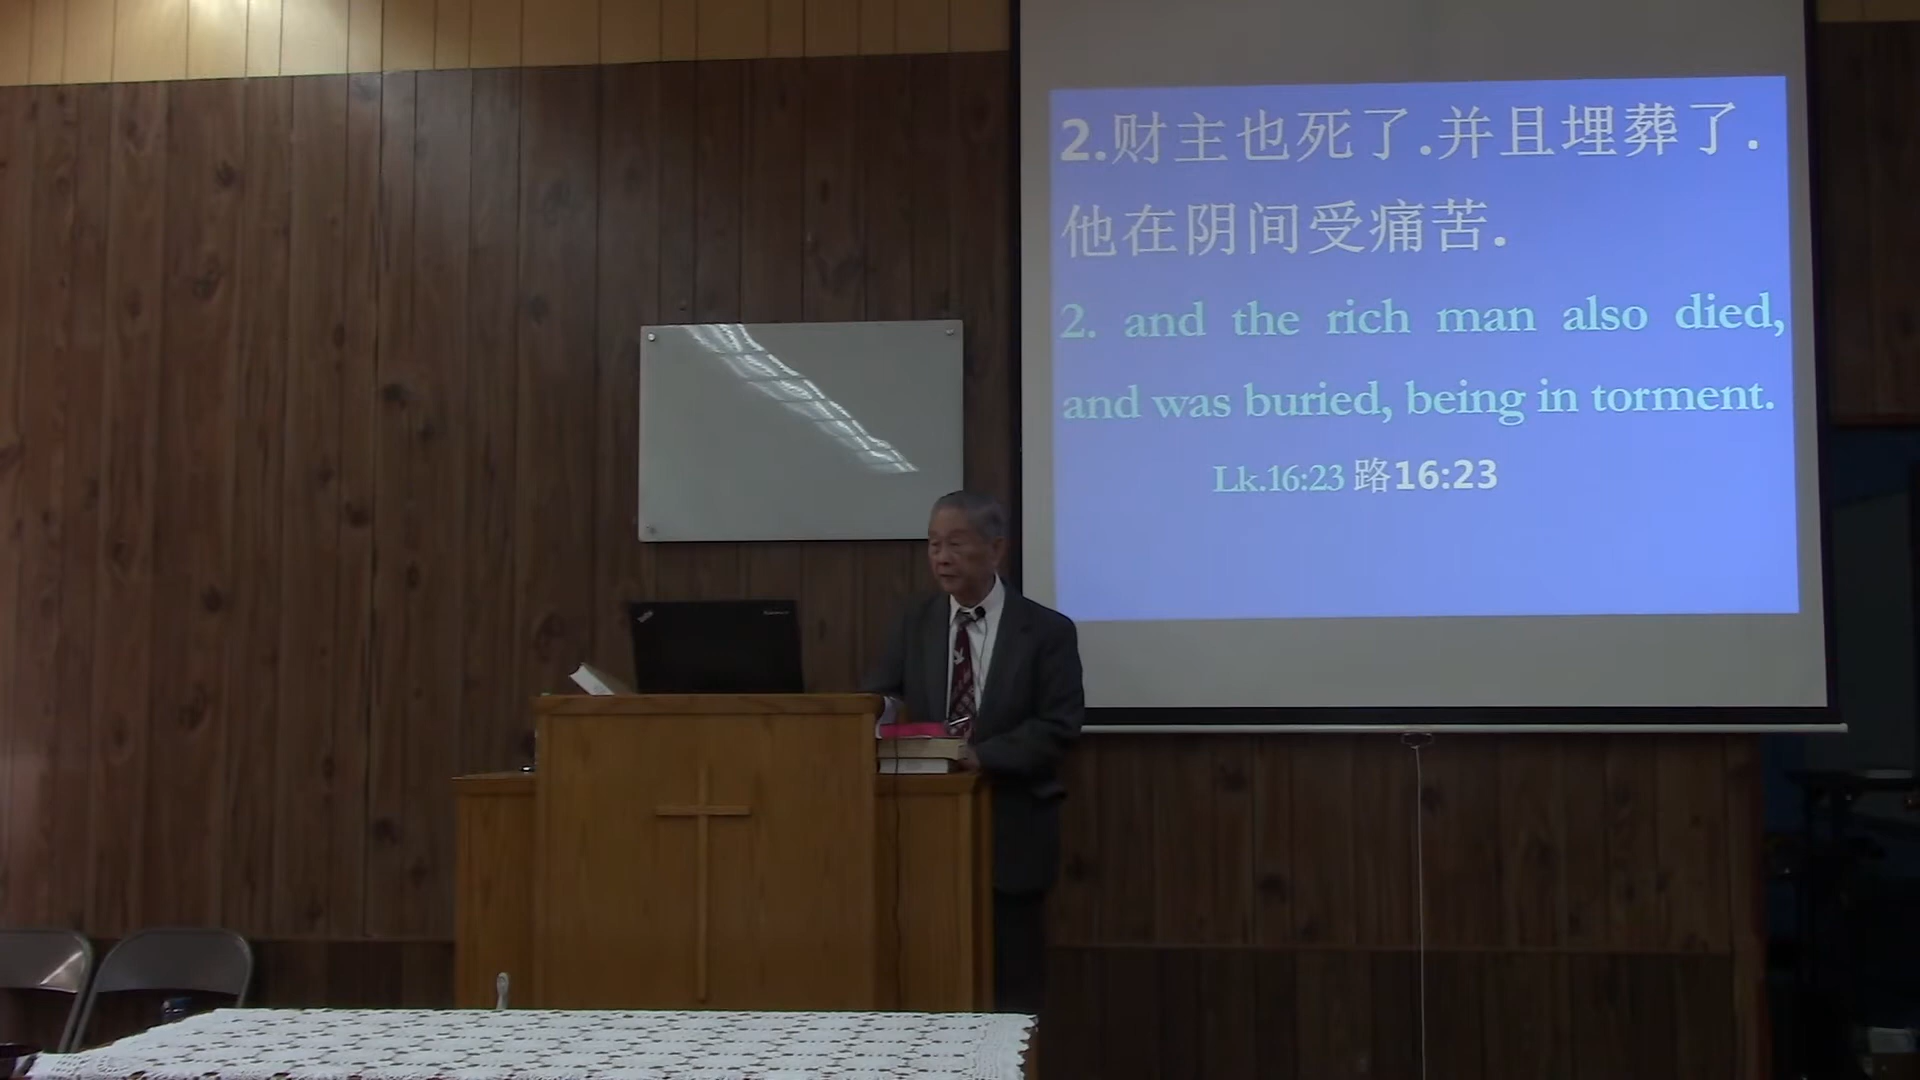 2.财主也死了.并且埋葬了.
他在阴间受痛苦.
2. and the rich man also died,
and was buried, being in torment.
Lk.16:23 路16:23